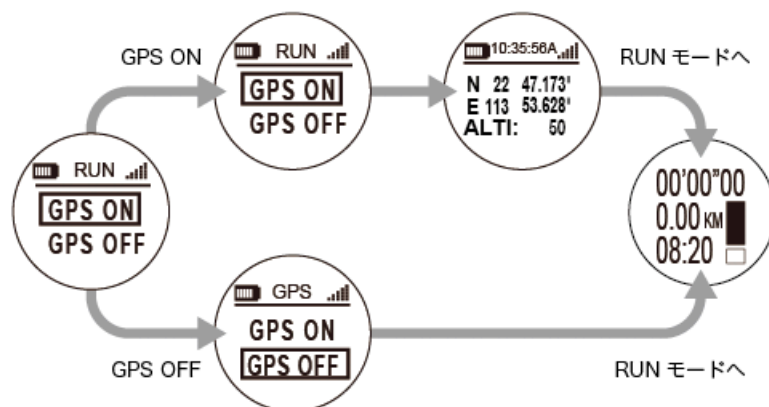 GPS ON
RUN
GPS ON
GPS OFF
10:35:56A
N 22 47.173'
E 113 53.628'
ALTI: 50
RUN モードへ
RUN
GPS ON
GPS OFF
00'00"00
0.00 KM
08:20
GPS OFF
GPS
GPS ON
GPS OFF
RUN モードへ